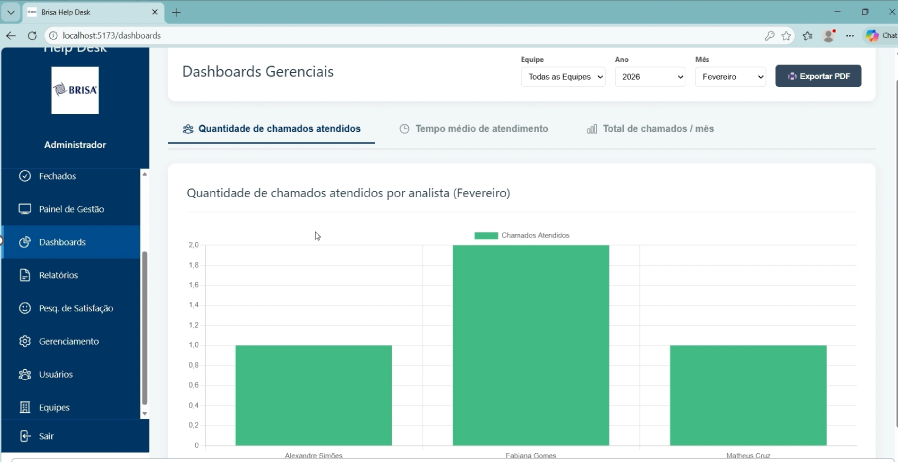 Brisa Help Desk
localhost:5173/dashboards
Chat
Help Desk
BRISA
Administrador
Fechados
Painel de Gestão
Dashboards
Relatórios
Pesq. de Satisfação
Gerenciamento
Usuários
Equipes
Sair
Dashboards Gerenciais
Equipe
Ano
Mês
Todas as Equipes
2026
Fevereiro
Exportar PDF
Quantidade de chamados atendidos
Tempo médio de atendimento
Total de chamados / mês
Quantidade de chamados atendidos por analista (Fevereiro)
Chamados Atendidos
2,0
1,8
1,6
1,4
1,2
1,0
0,8
0,6
0,4
0,2
0
Alexandre Simões
Fabiana Gomes
Matheus Cruz